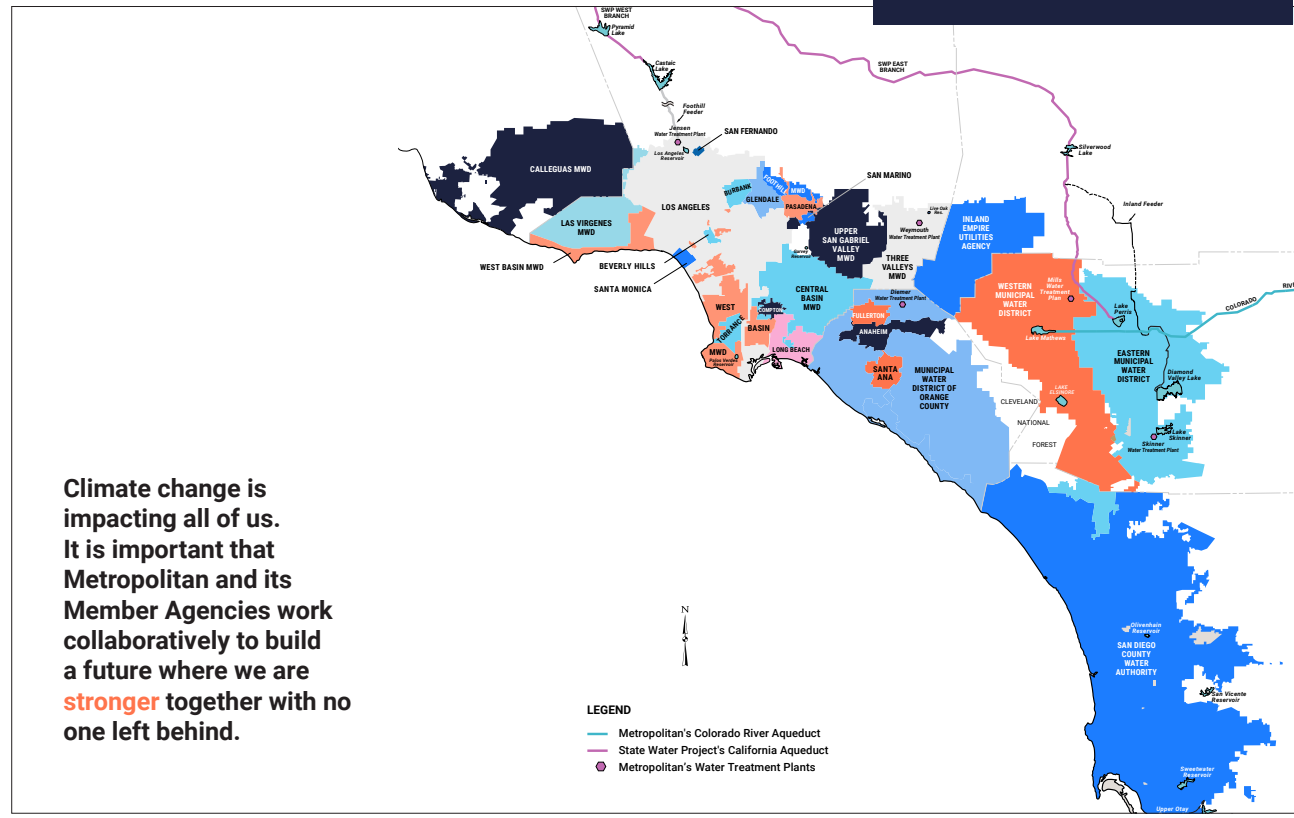 SWP WEST
BRANCH
Pyramid
Lake
Castaic
Lake
SWP EAST
BRANCH
Foothill
Feeder
Jensen
Water Treatment Plant
SAN FERNANDO
Los Angeles
Reservoir
Silverwood
Lake
CALLEGUAS MWD
SAN MARINO
FOOTHILL
MWD
BURBANK
GLENDALE
PASADENA
LOS ANGELES
Inland Feeder
Live Oak
Res.
LAS VIRGENES
MWD
Weymouth
Water Treatment Plant
INLAND
EMPIRE
UTILITIES
AGENCY
UPPER
SAN GABRIEL
VALLEY
MWD
Garvey
Reservoir
THREE
VALLEYS
MWD
WEST BASIN MWD
BEVERLY HILLS
SANTA MONICA
CENTRAL
BASIN
MWD
Diemer
Water Treatment Plant
WESTERN
MUNICIPAL
WATER
DISTRICT
Mills
Water
Treatment
Plan
COLORADO
RIVE
WEST
COMPTON
Lake
Perris
FULLERTON
TORRANCE
BASIN
ANAHEIM
Lake Mathews
LONG BEACH
MWD
Palos Verdes
Reservoir
EASTERN
MUNICIPAL
WATER
DISTRICT
SANTA
ANA
MUNICIPAL
WATER
DISTRICT OF
ORANGE
COUNTY
Diamond
Valley Lake
LAKE
ELSINORE
CLEVELAND
NATIONAL
FOREST
Lake
Skinner
Skinner
Water Treatment Plant
Climate change is
impacting all of us.
It is important that
Metropolitan and its
Member Agencies work
collaboratively to build
a future where we are
stronger together with no
one left behind.
N
Olivenhain
Reservoir
SAN DIEGO
COUNTY
WATER
AUTHORITY
San Vicente
Reservoir
LEGEND
Metropolitan's Colorado River Aqueduct
State Water Project's California Aqueduct
Metropolitan's Water Treatment Plants
Sweetwater
Reservoir
Upper Otay